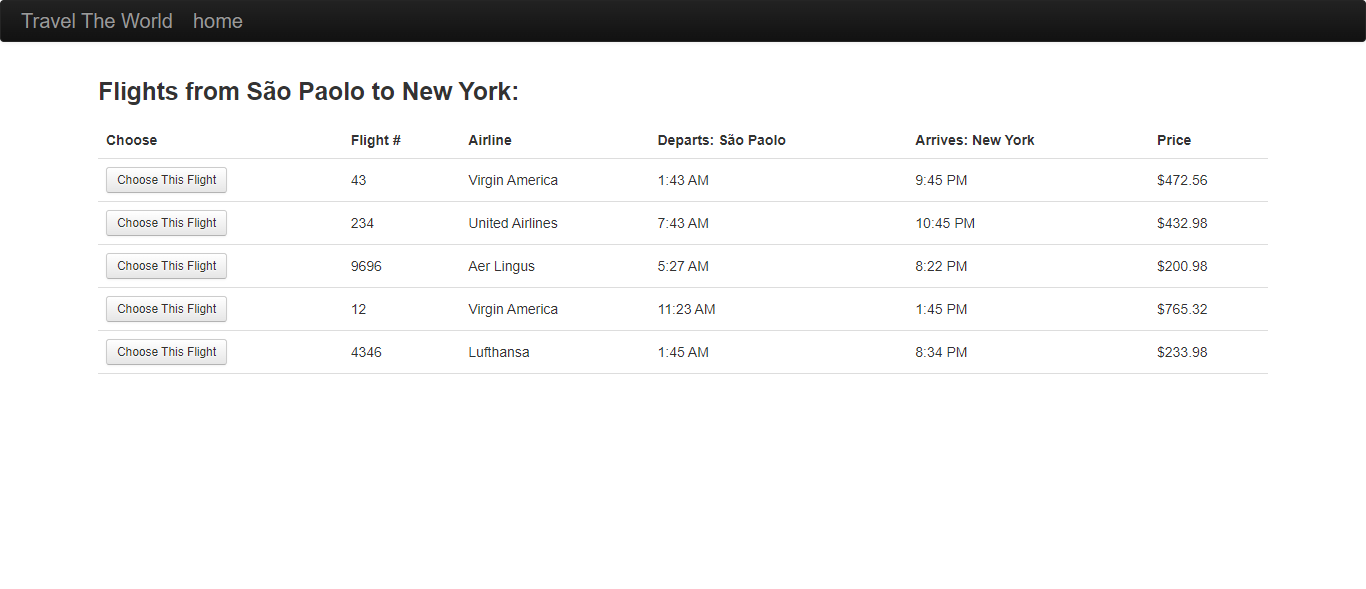 Travel The World home
Flights from São Paolo to New York:
Choose Flight # Airline Departs: São Paolo Arrives: New York Price
Choose This Flight 43 Virgin America 1:43 AM 9:45 PM $472.56
Choose This Flight 234 United Airlines 7:43 AM 10:45 PM $432.98
Choose This Flight 9696 Aer Lingus 5:27 AM 8:22 PM $200.98
Choose This Flight 12 Virgin America 11:23 AM 1:45 PM $765.32
Choose This Flight 4346 Lufthansa 1:45 AM 8:34 PM $233.98